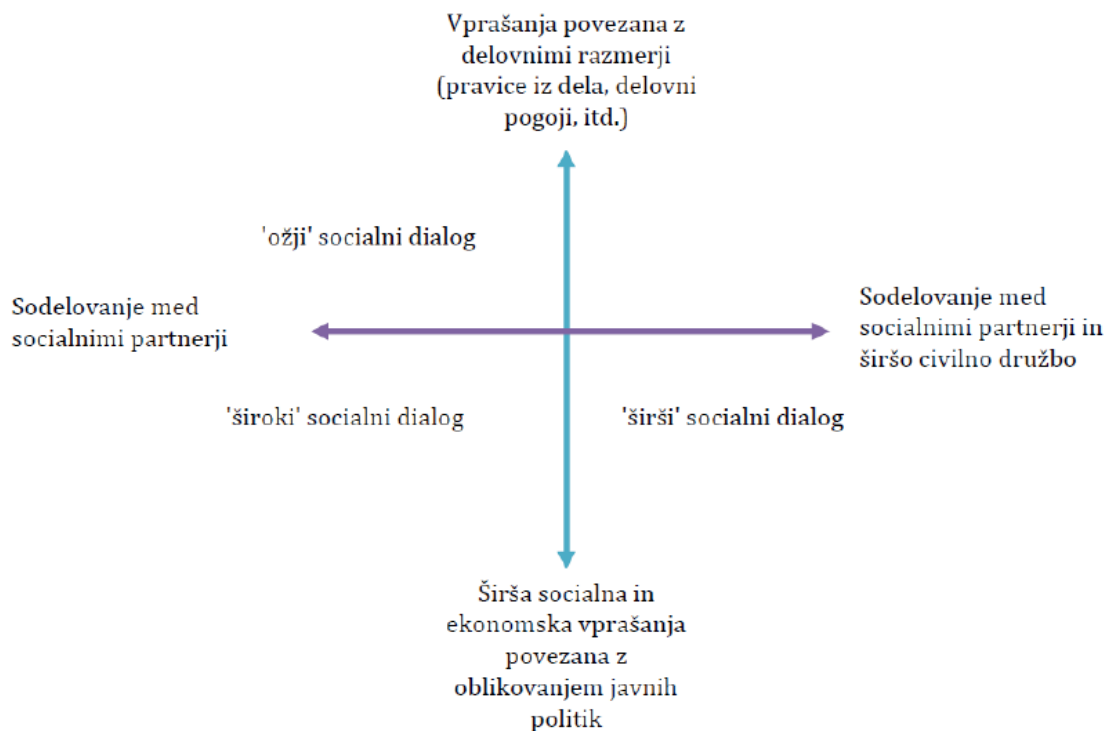 Vprašanja povezana z
delovnimi razmerji
(pravice iz dela, delovni
pogoji, itd.)
'ožji' socialni dialog
Sodelovanje med
socialnimi partnerji
Sodelovanje med
socialnimi partnerji in
širšo civilno družbo
'široki' socialni dialog
'širši' socialni dialog
Širša socialna in
ekonomska vprašanja
povezana z
oblikovanjem javnih
politik